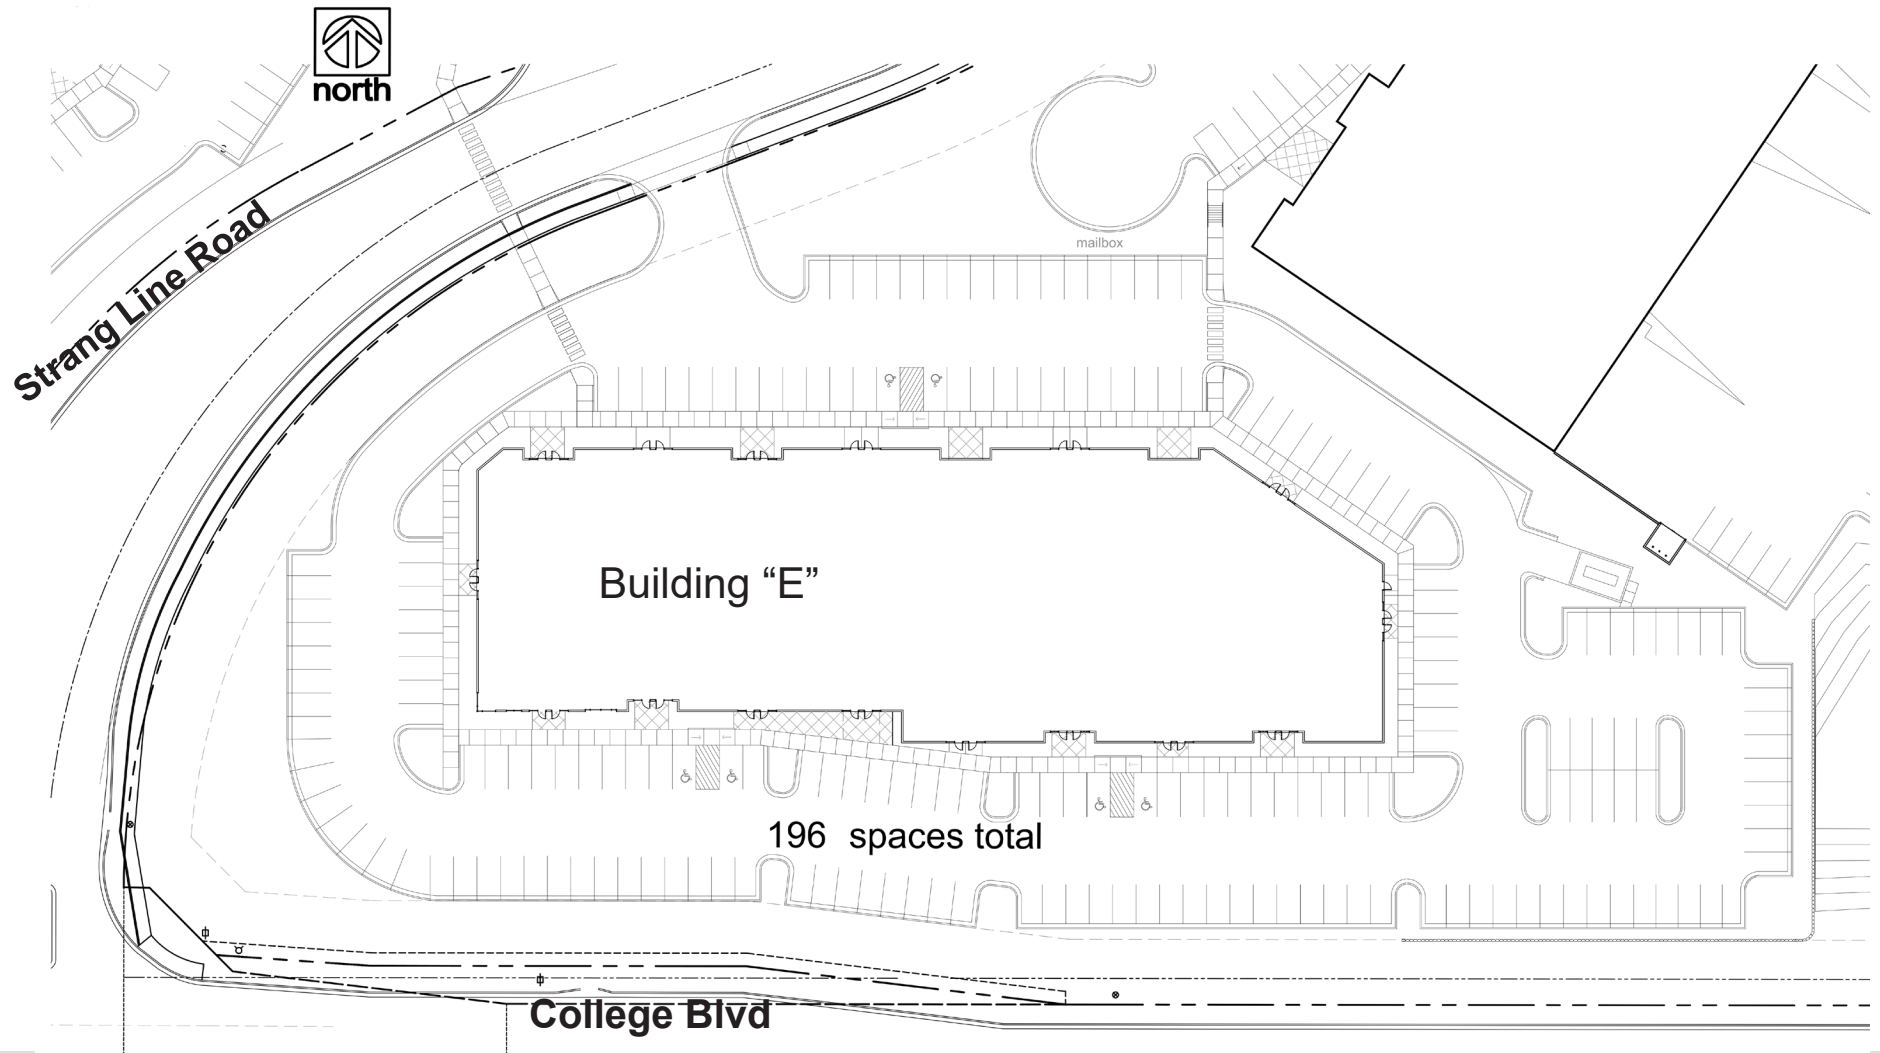 north
Strang Line Road
mailbox
Building “E”
196 spaces total
College Blvd